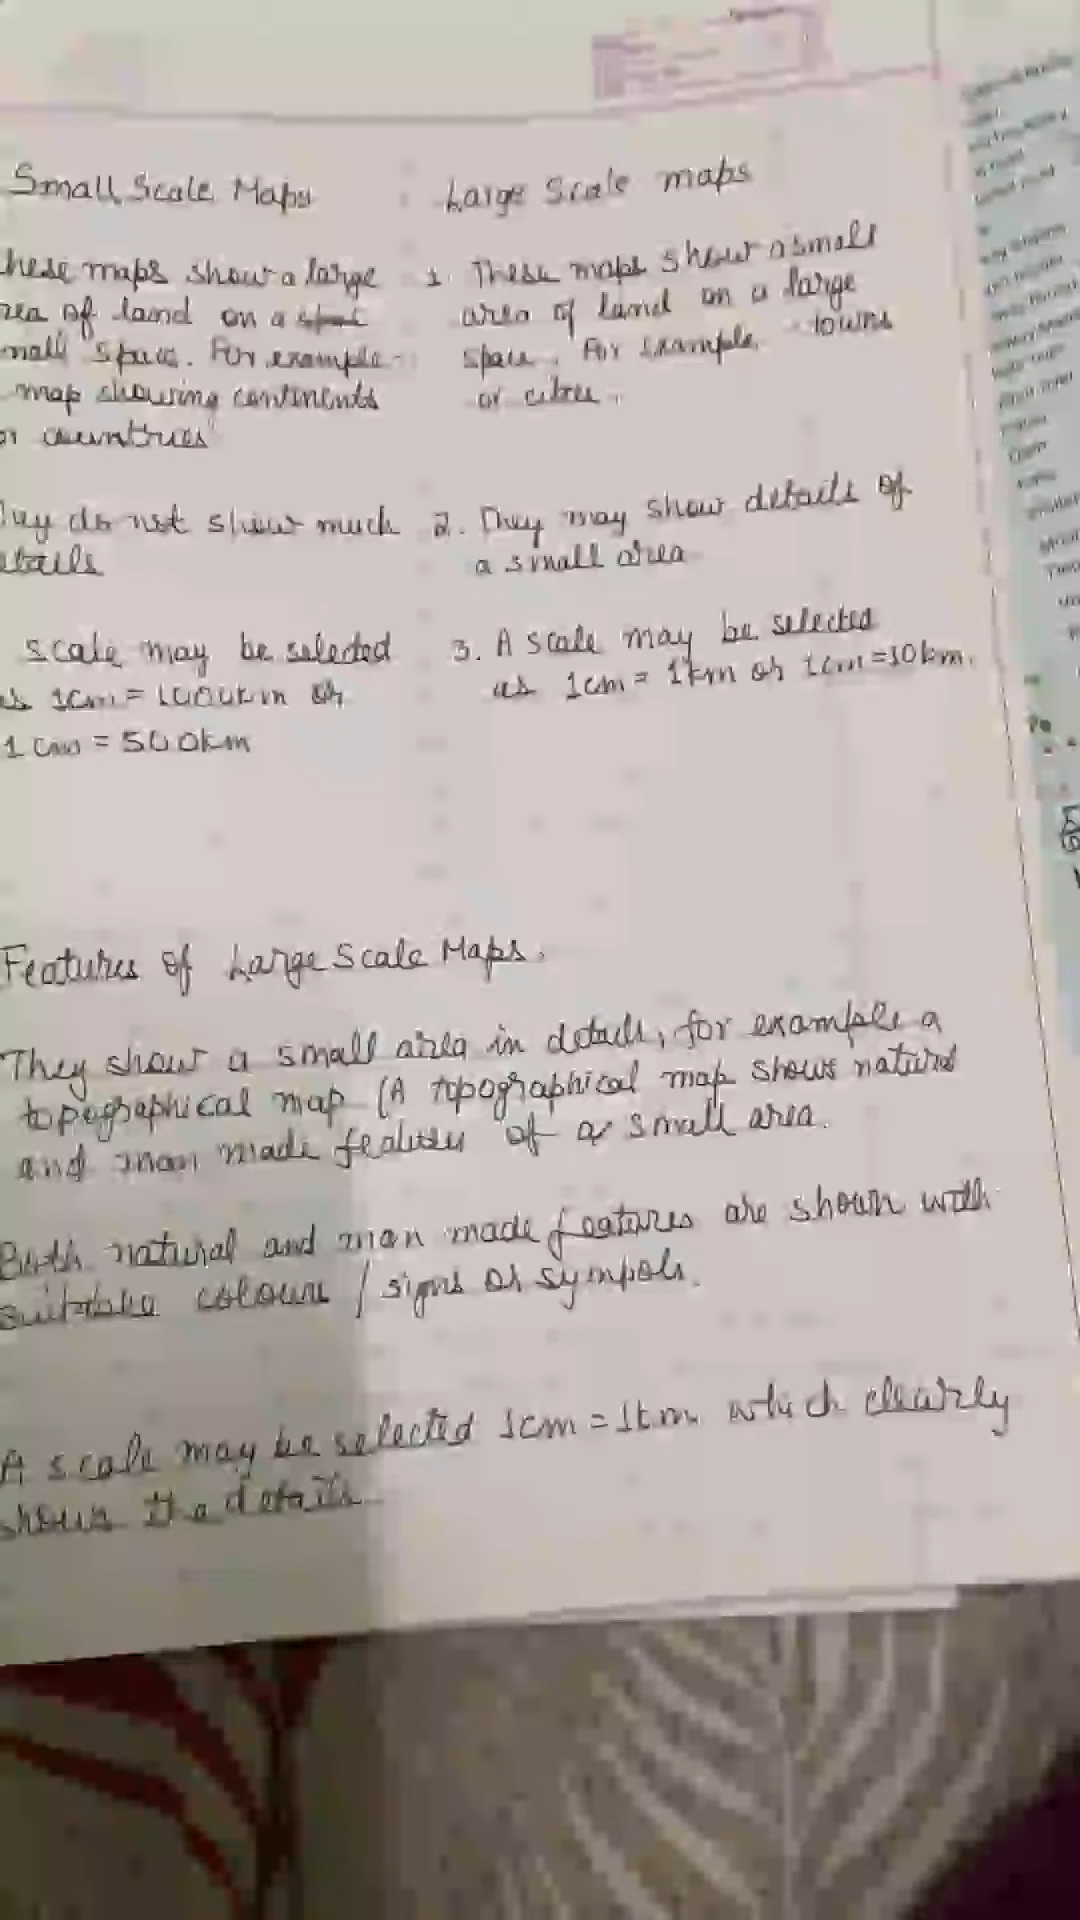 Small Scale Maps
hese maps show a large
rea of land on a
mall space. For example
map showing continents
or countries
hey do not show much
etails
scale may be selected
as 1cm = 1000km or
1 cm = 500km
Large Scale maps
1. These maps show a small
area of land on a large
space. For example towns
or cities.
2. They may show details of
a small area
3. A scale may be selected
as 1cm = 1km or 1cm = 10km.
Features of Large Scale Maps.
They show a small area in details, for example a
topographical map (A topographical map shows natural
and man made features of a small area.
Both natural and man made features are shown with
suitable colours / signs or symbols.
A scale may be selected 1cm = 1km which clearly
shows the details